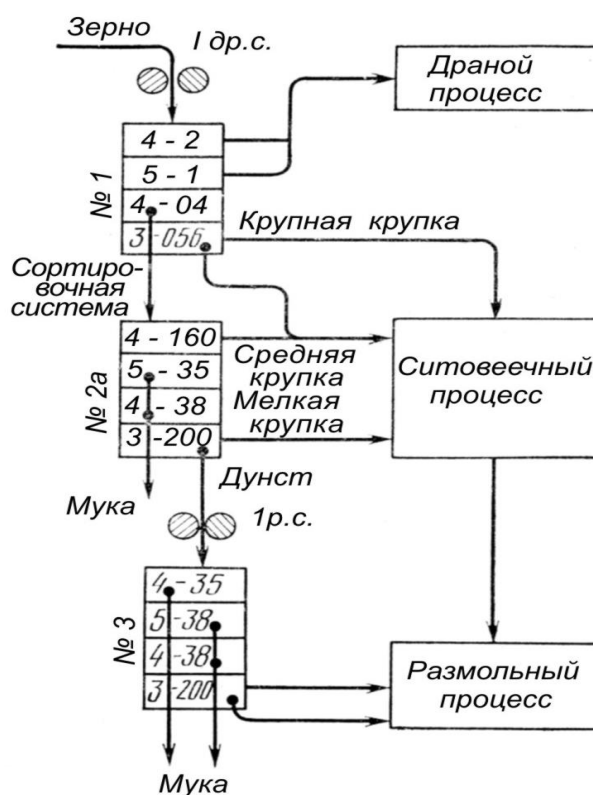 Зерно
I др.с.
Драной
процесс
№ 1
4 - 2
5 - 1
4 - 04
3 - 056
Крупная крупка
Сортиро-
вочная
система
№ 2а
4 - 160
5 - 35
4 - 38
3 -200
Средняя
крупка
Мелкая
крупка
Ситовеечный
процесс
Мука
Дунст
1р.с.
№ 3
4 -35
5 -38
4 -38
3 -200
Размольный
процесс
Мука